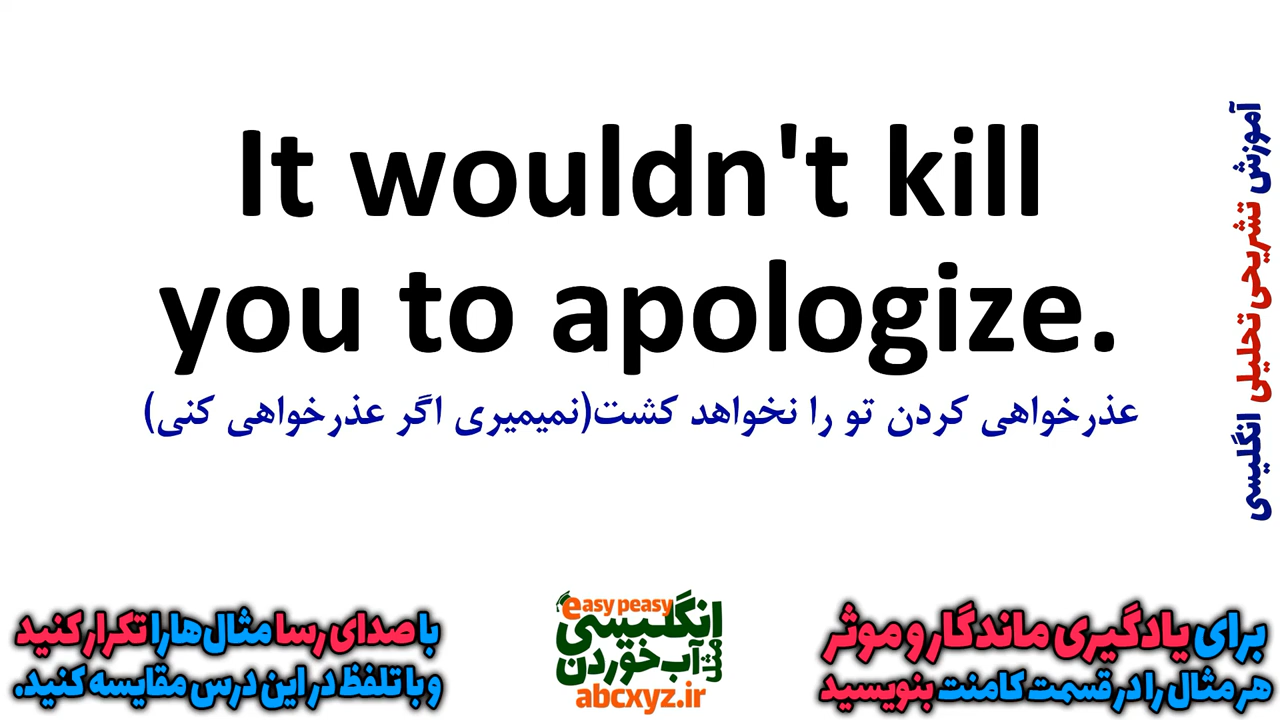 It wouldn't kill
you to apologize.
عذرخواهی کردن تو را نخواهد کشت(نمیمیری اگر عذرخواهی کنی)
آموزش تشریحی تحلیلی انگلیسی
برای یادگیری ماندگار و موثر
هر مثال را در قسمت کامنت بنویسید
easy peasy
انگلیسی
مثل آب خوردن
abcxyz.ir
با صدای رسا مثال‌ها را تکرار کنید
و با تلفظ در این درس مقایسه کنید.